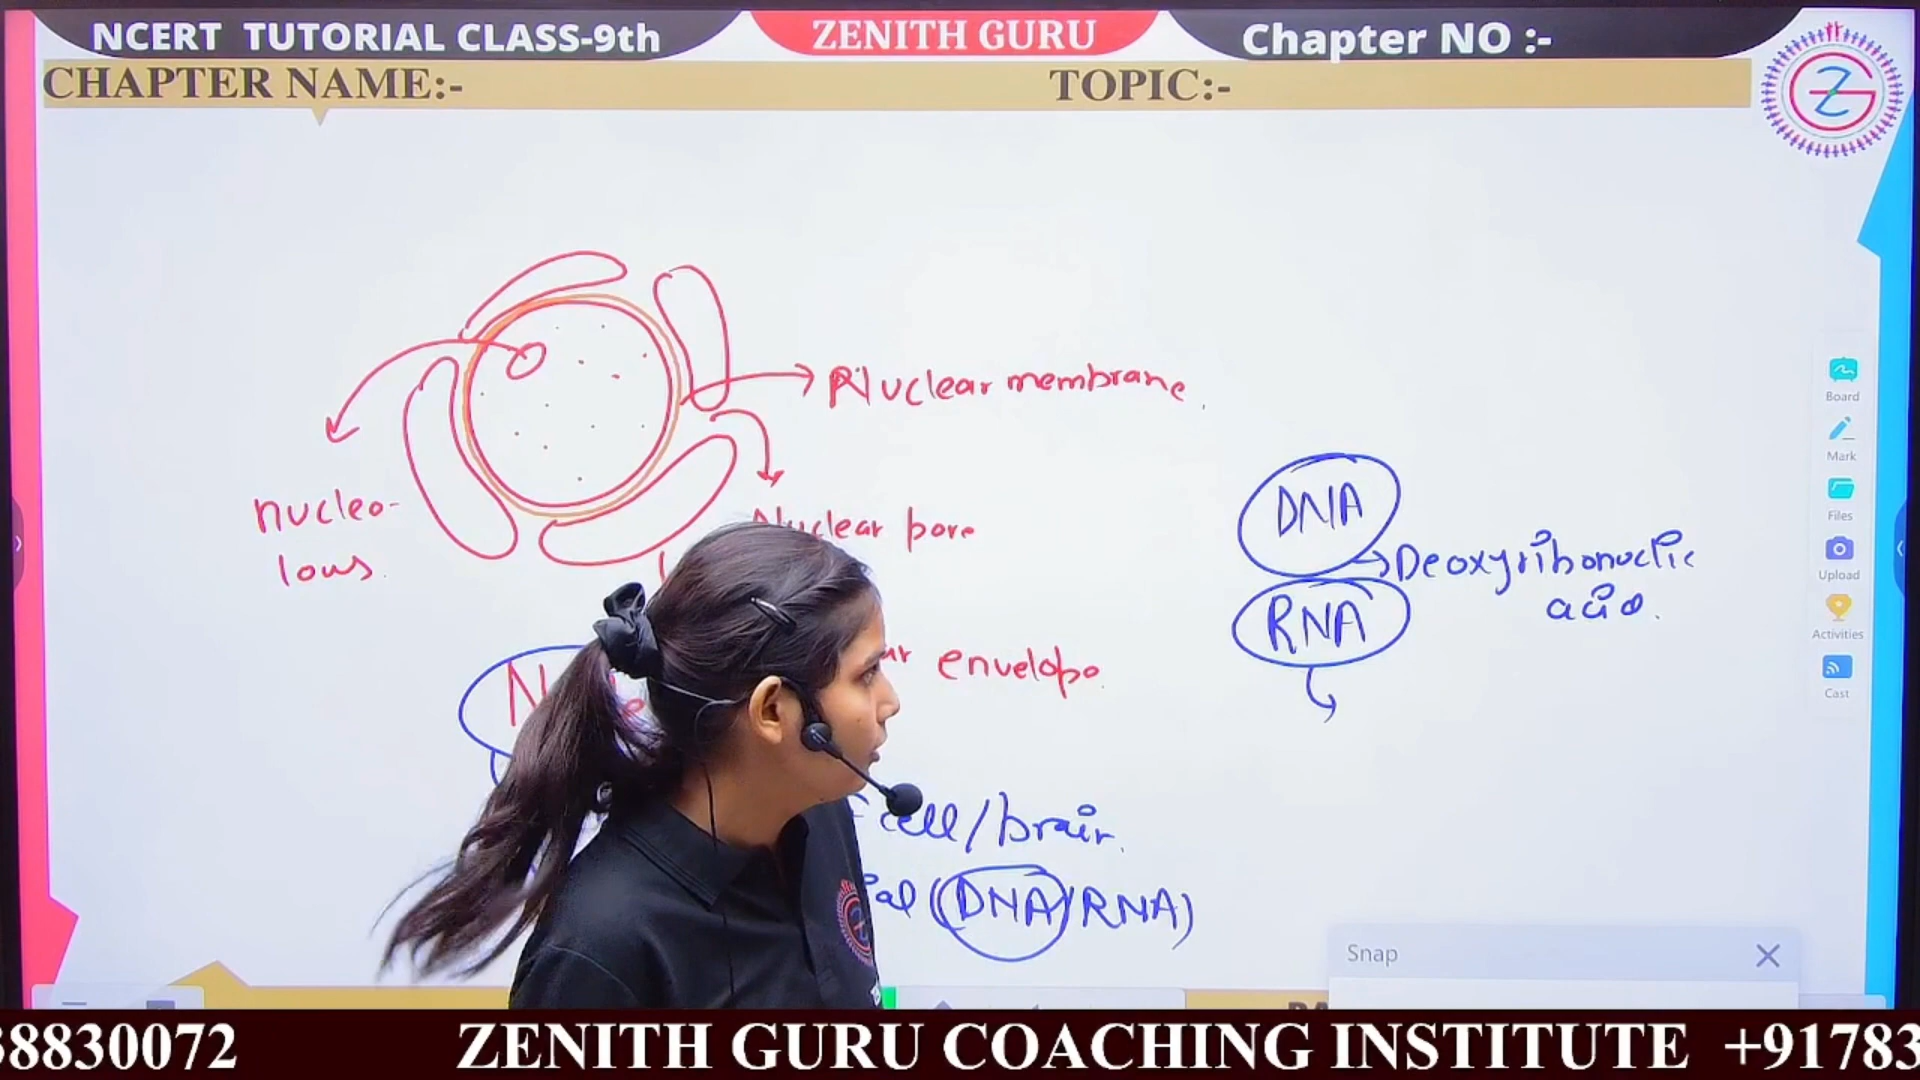 NCERT TUTORIAL CLASS-9th
ZENITH GURU
Chapter NO :-
CHAPTER NAME:-
TOPIC:-
ZG
Nuclear membrane
nucleo-
lous
Nuclear pore
envelope
DNA
Deoxyribonuclic
acid.
RNA
cell/brain.
(DNA/RNA)
Board
Mark
Files
Upload
Activities
Cast
Snap
38830072 ZENITH GURU COACHING INSTITUTE +91783